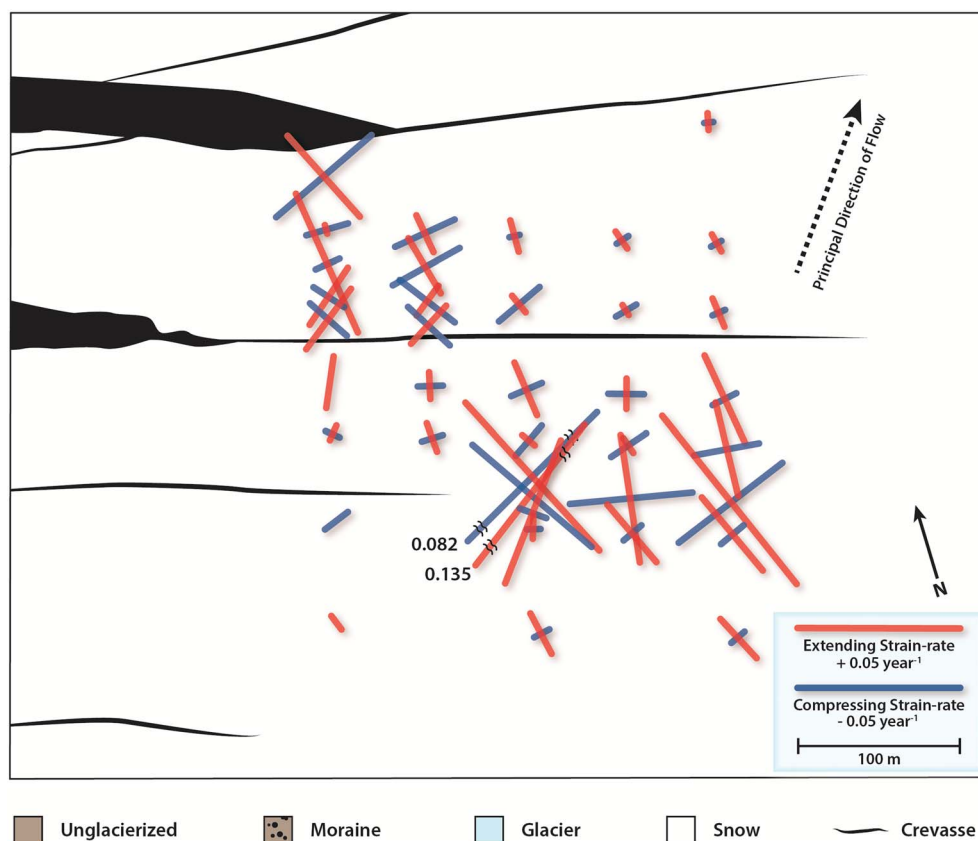 Principal Direction of Flow
0.082
0.135
N
Extending Strain-rate
+ 0.05 year⁻¹
Compressing Strain-rate
- 0.05 year⁻¹
100 m
Unglacierized
Moraine
Glacier
Snow
Crevasse